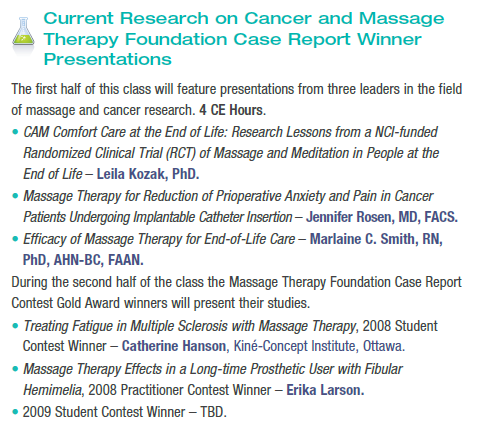 Current Research on Cancer and Massage
Therapy Foundation Case Report Winner
Presentations
The first half of this class will feature presentations from three leaders in the field
of massage and cancer research. 4 CE Hours.
• CAM Comfort Care at the End of Life: Research Lessons from a NCI-funded
Randomized Clinical Trial (RCT) of Massage and Meditation in People at the
End of Life – Leila Kozak, PhD.
• Massage Therapy for Reduction of Prioperative Anxiety and Pain in Cancer
Patients Undergoing Implantable Catheter Insertion – Jennifer Rosen, MD, FACS.
• Efficacy of Massage Therapy for End-of-Life Care – Marlaine C. Smith, RN,
PhD, AHN-BC, FAAN.
During the second half of the class the Massage Therapy Foundation Case Report
Contest Gold Award winners will present their studies.
• Treating Fatigue in Multiple Sclerosis with Massage Therapy, 2008 Student
Contest Winner – Catherine Hanson, Kiné-Concept Institute, Ottawa.
• Massage Therapy Effects in a Long-time Prosthetic User with Fibular
Hemimelia, 2008 Practitioner Contest Winner – Erika Larson.
• 2009 Student Contest Winner – TBD.